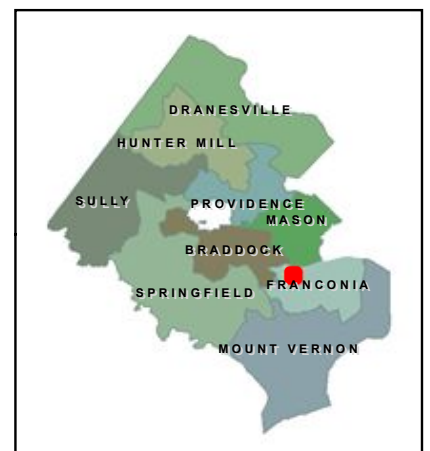 DRANESVILLE
HUNTER MILL
SULLY
PROVIDENCE
MASON
BRADDOCK
FRANCONIA
SPRINGFIELD
MOUNT VERNON